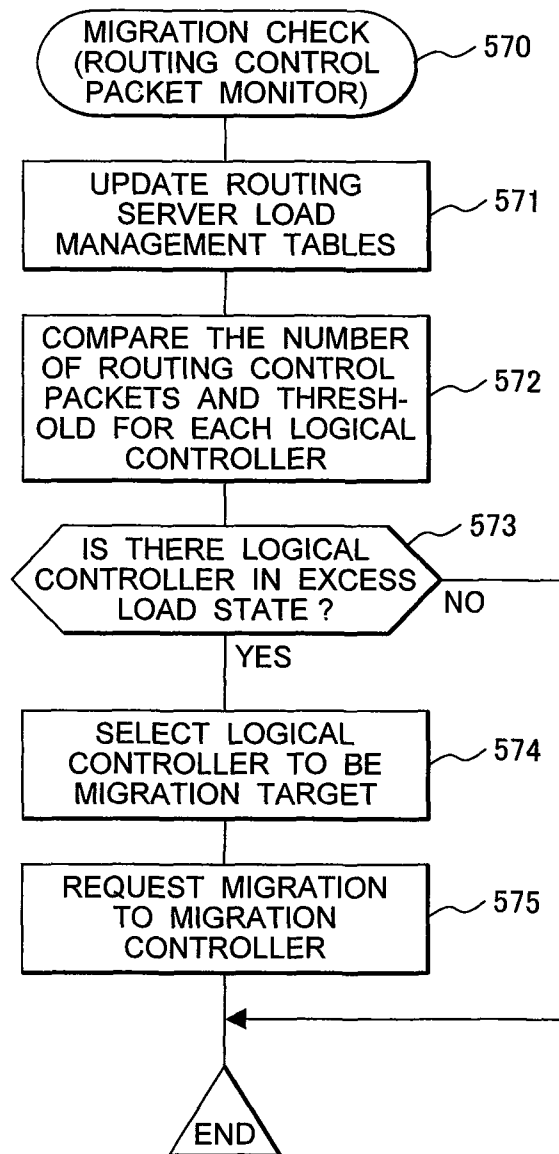 MIGRATION CHECK
(ROUTING CONTROL
PACKET MONITOR)
570
UPDATE ROUTING
SERVER LOAD
MANAGEMENT TABLES
571
COMPARE THE NUMBER
OF ROUTING CONTROL
PACKETS AND THRESH-
OLD FOR EACH LOGICAL
CONTROLLER
572
573
IS THERE LOGICAL
CONTROLLER IN EXCESS
LOAD STATE ?
NO
YES
SELECT LOGICAL
CONTROLLER TO BE
MIGRATION TARGET
574
REQUEST MIGRATION
TO MIGRATION
CONTROLLER
575
END